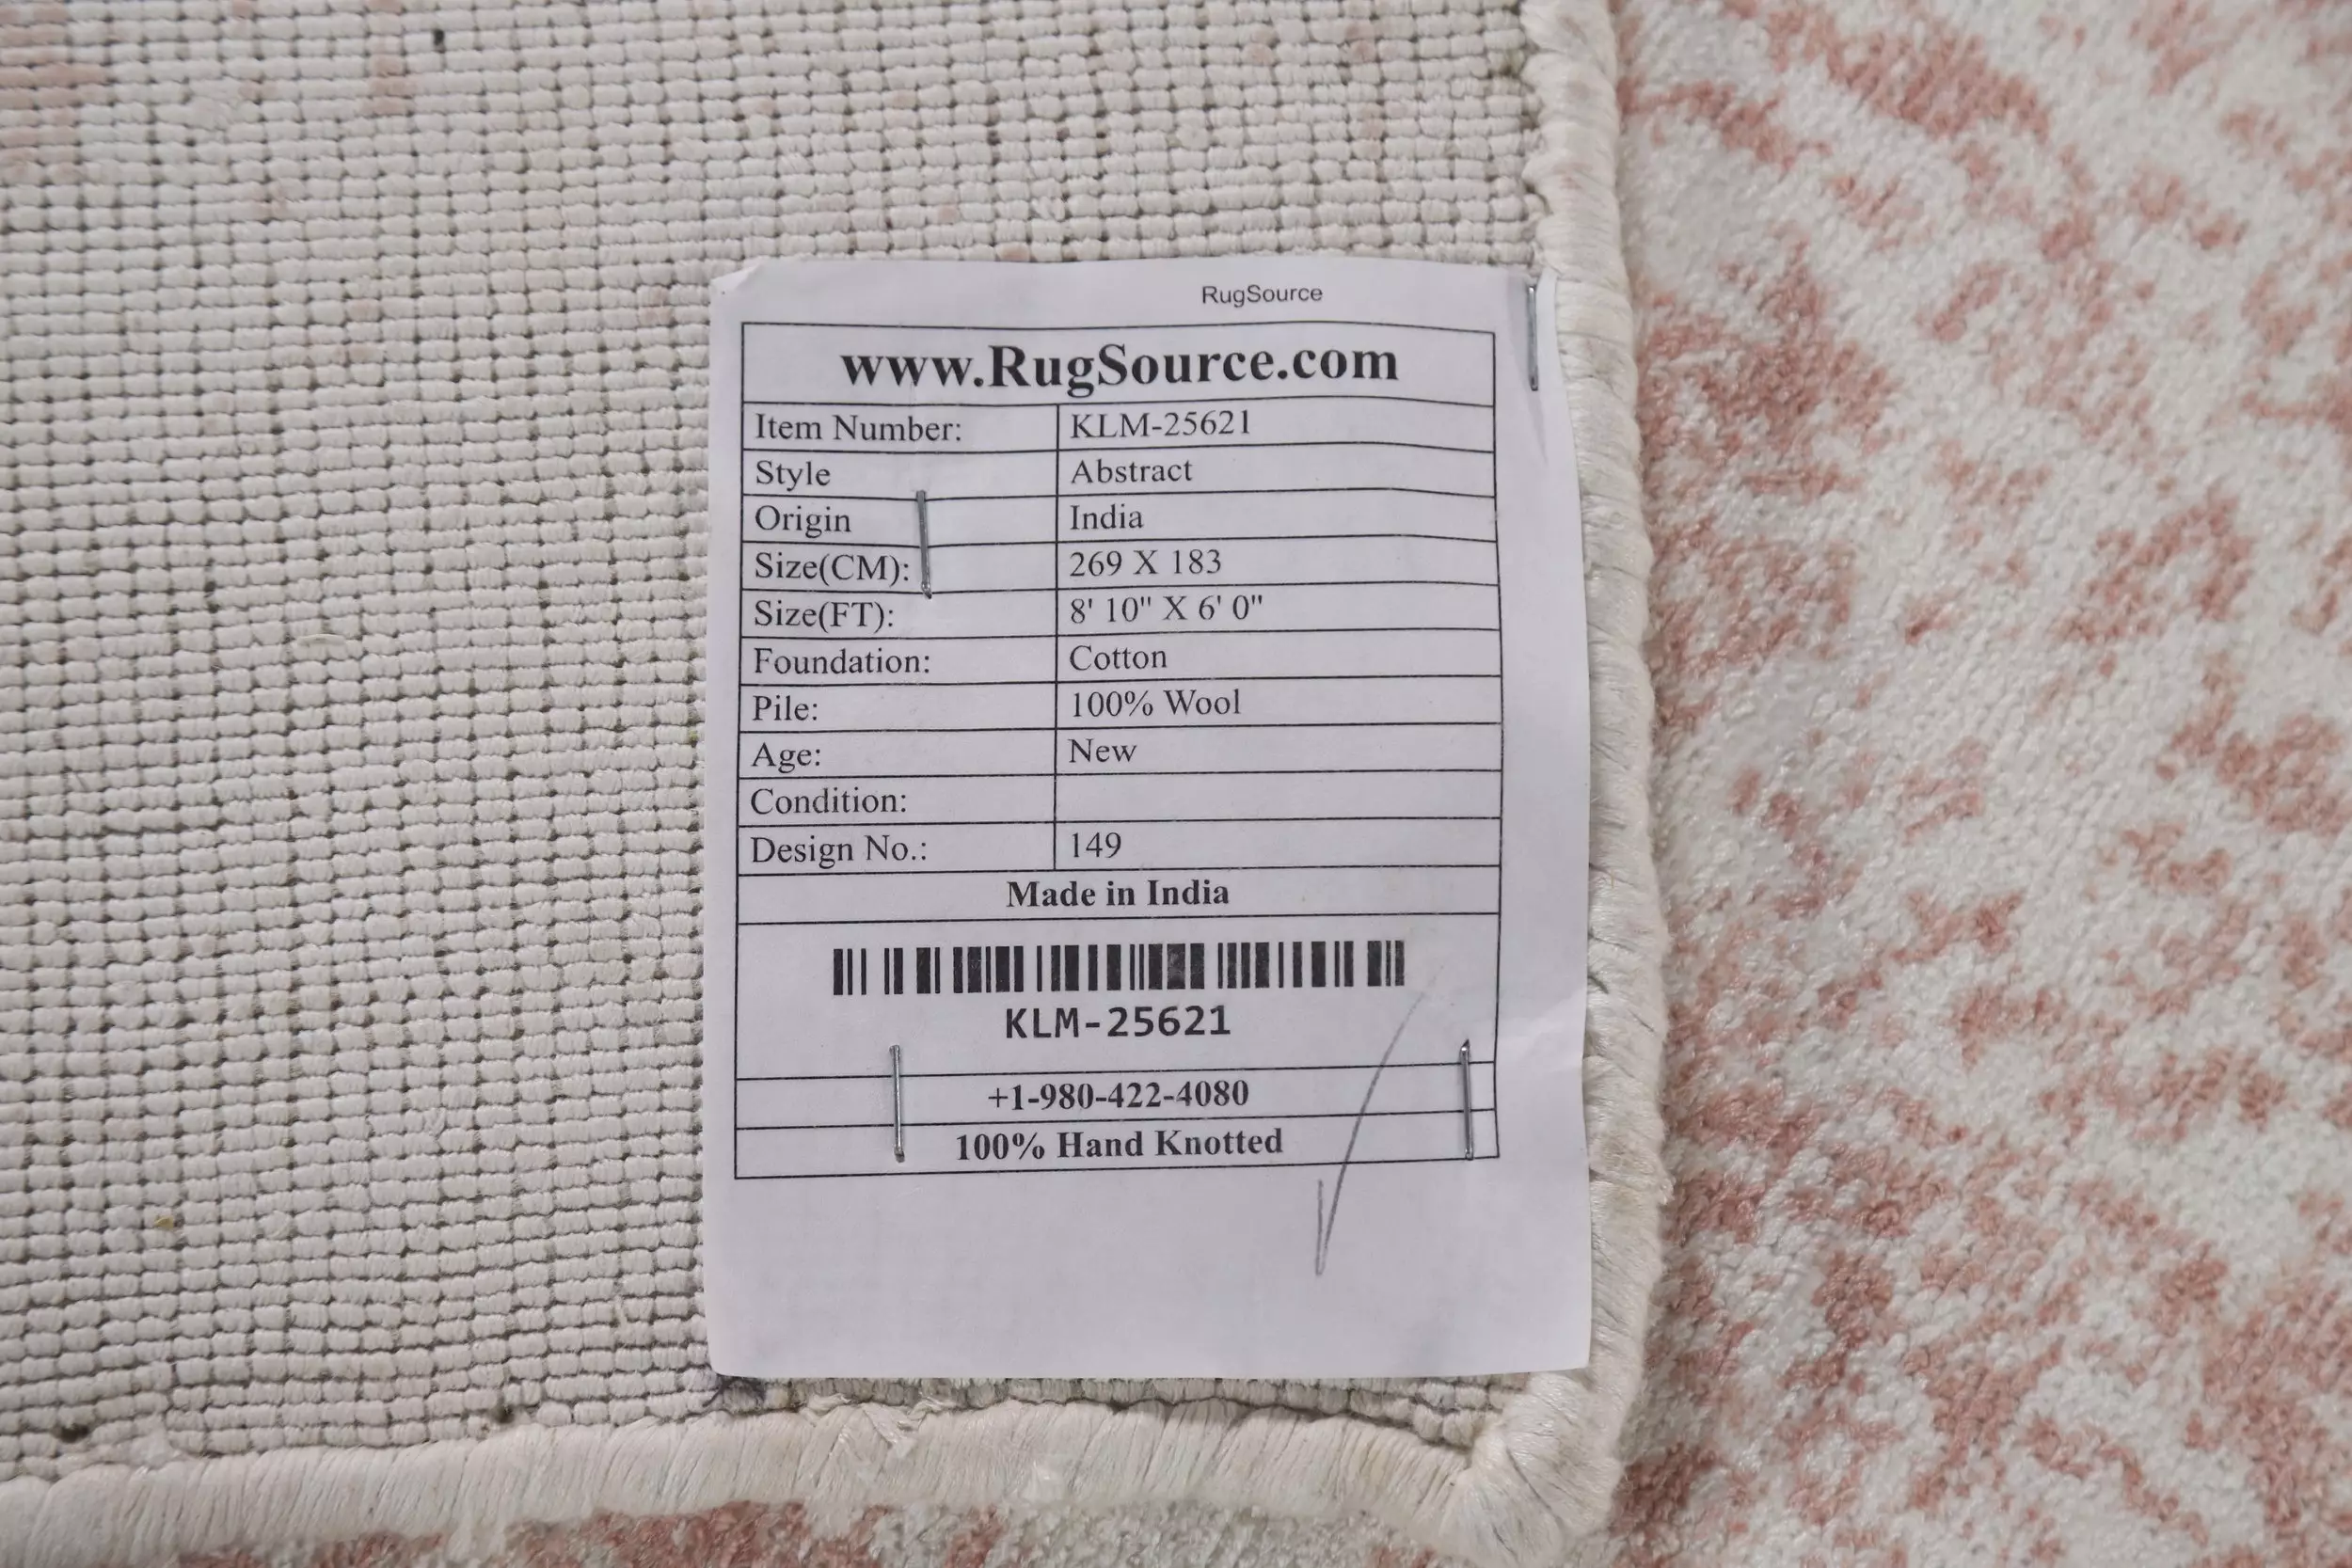 RugSource
www.RugSource.com
Item Number: KLM-25621
Style Abstract
Origin India
Size(CM): 269 X 183
Size(FT): 8' 10" X 6' 0"
Foundation: Cotton
Pile: 100% Wool
Age: New
Condition:
Design No.: 149
Made in India
KLM-25621
+1-980-422-4080
100% Hand Knotted